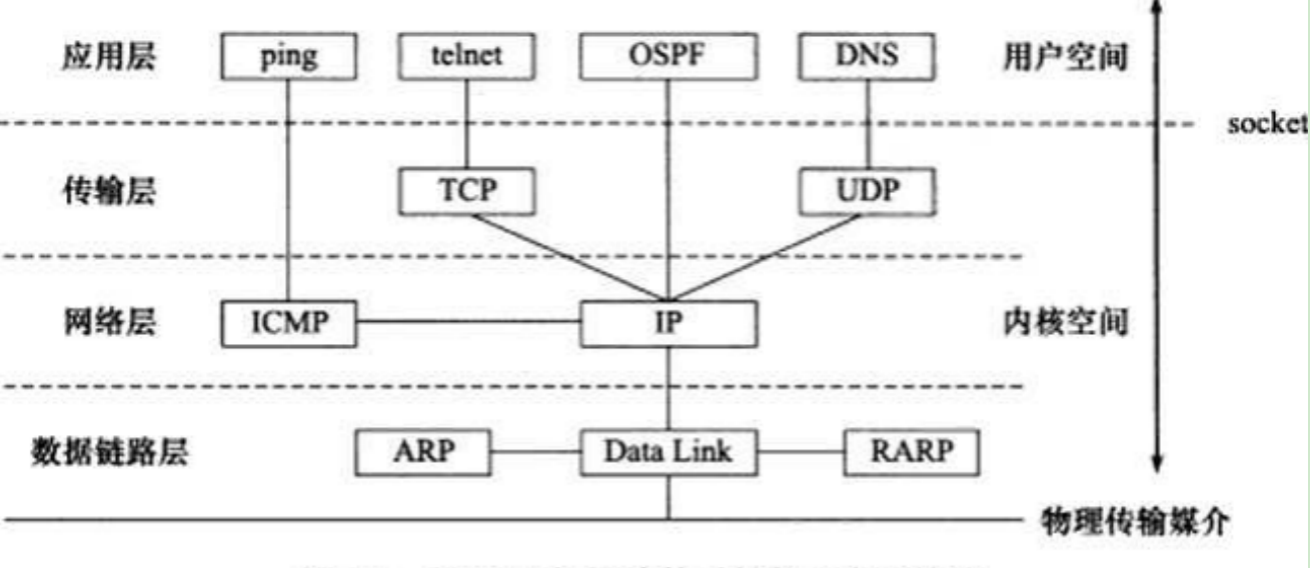 应用层 ping telnet OSPF DNS 用户空间
socket
传输层 TCP UDP
网络层 ICMP IP 内核空间
数据链路层 ARP Data Link RARP
物理传输媒介